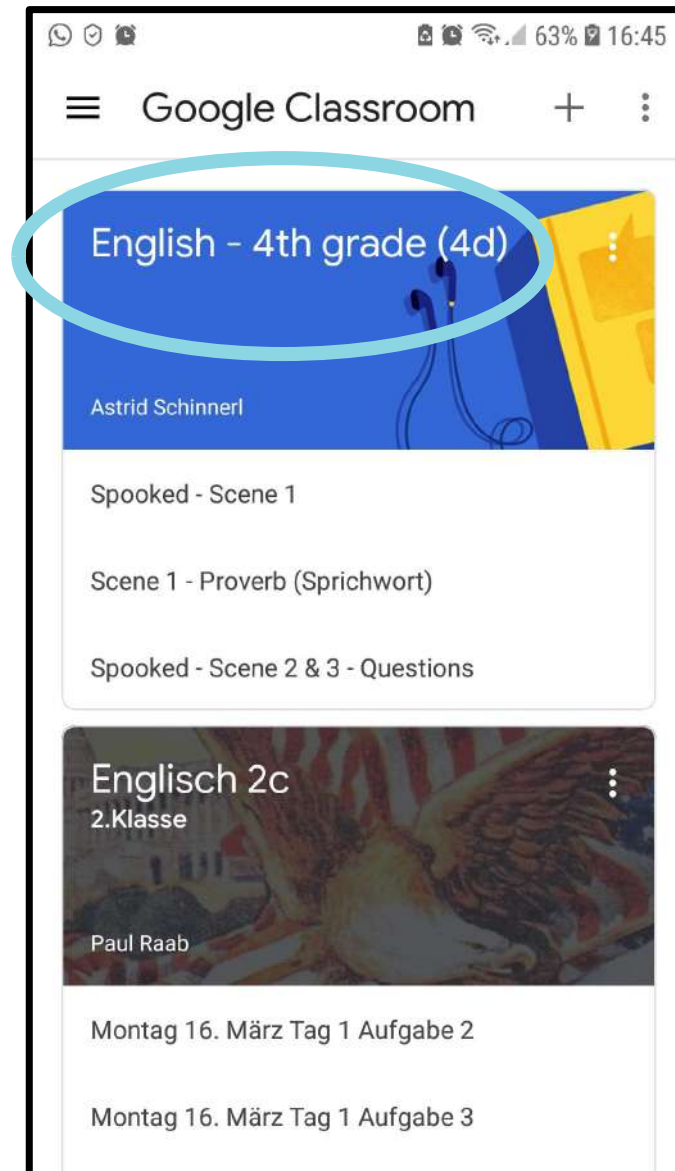 63% 16:45
Google Classroom
English - 4th grade (4d)
Astrid Schinnerl
Spooked - Scene 1
Scene 1 - Proverb (Sprichwort)
Spooked - Scene 2 & 3 - Questions
Englisch 2c
2.Klasse
Paul Raab
Montag 16. März Tag 1 Aufgabe 2
Montag 16. März Tag 1 Aufgabe 3